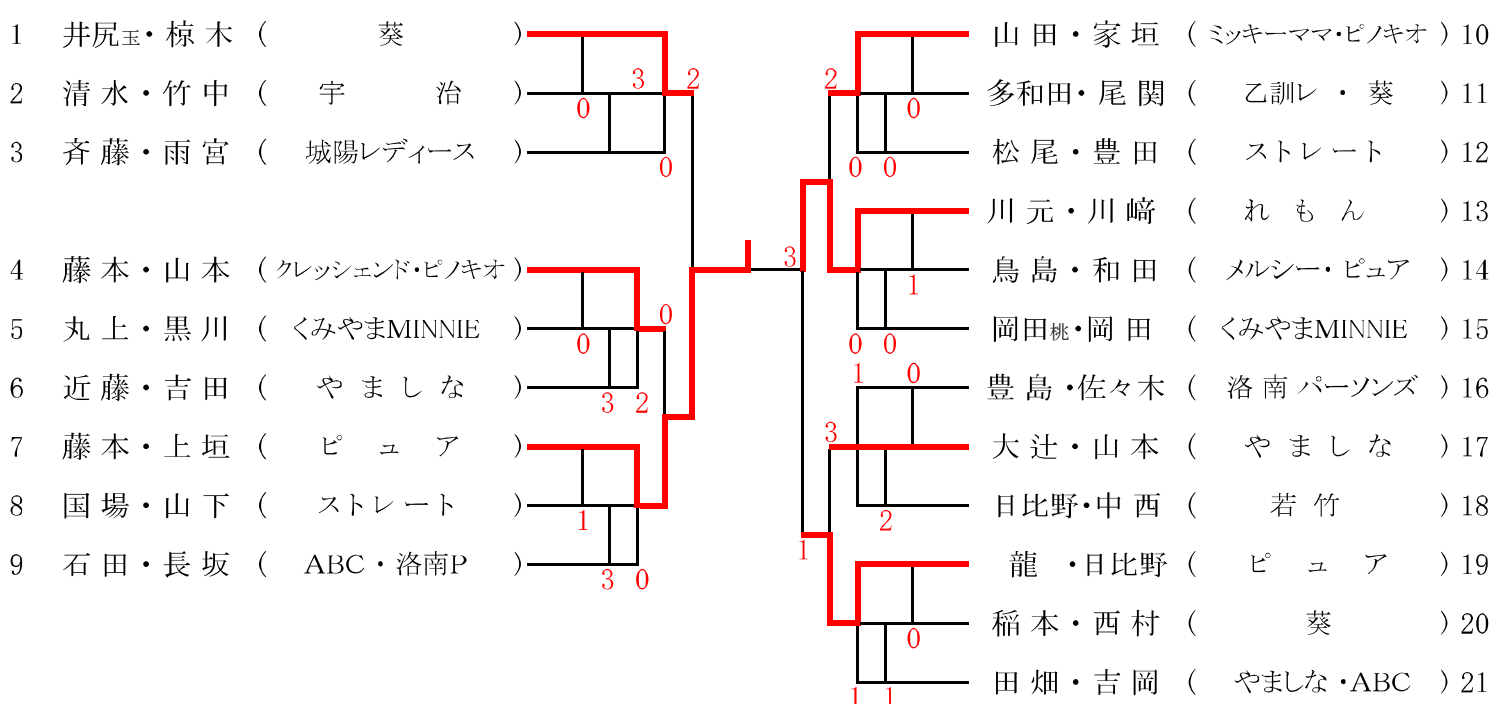 1 井尻玉・椋木 ( 葵 )
2 清水・竹中 ( 宇治 )
3 斉藤・雨宮 ( 城陽レディース )
4 藤本・山本 ( クレッシェンド・ピノキオ )
5 丸上・黒川 ( くみやまMINNIE )
6 近藤・吉田 ( やましな )
7 藤本・上垣 ( ピュア )
8 国場・山下 ( ストレート )
9 石田・長坂 ( ABC・洛南P )
3 2
0
0
0
0
3 2
1
3 0
山田・家垣 ( ミッキーママ・ピノキオ ) 10
多和田・尾関 ( 乙訓レ・葵 ) 11
松尾・豊田 ( ストレート ) 12
川元・川﨑 ( れもん ) 13
鳥島・和田 ( メルシー・ピュア ) 14
岡田桃・岡田 ( くみやまMINNIE ) 15
豊島・佐々木 ( 洛南パーソンズ ) 16
大辻・山本 ( やましな ) 17
日比野・中西 ( 若竹 ) 18
龍・日比野 ( ピュア ) 19
稲本・西村 ( 葵 ) 20
田畑・吉岡 ( やましな・ABC ) 21
2
0
0 0
3
1
0 0
1 0
3
2
1
0
1 1